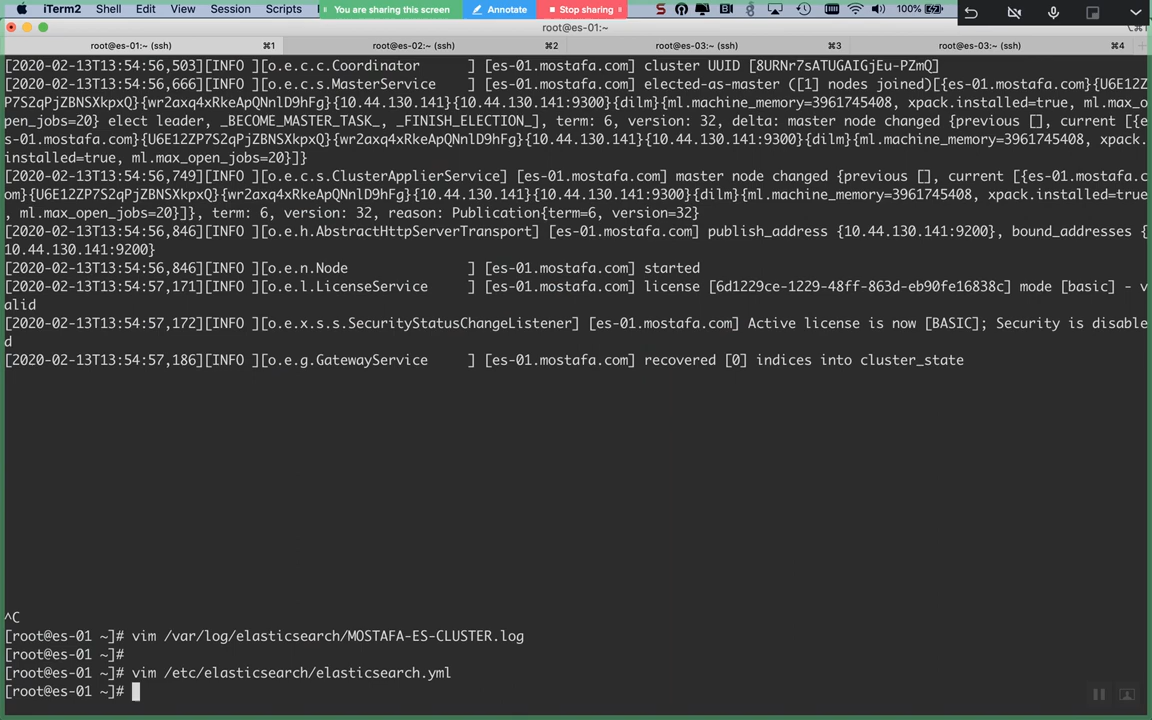 iTerm2 Shell Edit View Session Scripts You are sharing this screen Annotate Stop sharing 100%
root@es-01:~ (ssh)
root@es-01:~ (ssh) ⌘1 root@es-02:~ (ssh) ⌘2 root@es-03:~ (ssh) ⌘3 root@es-03:~ (ssh) ⌘4
[2020-02-13T13:54:56,503][INFO ][o.e.c.c.Coordinator      ] [es-01.mostafa.com] cluster UUID [8URNr7sATUGAIGjEu-PZmQ]
[2020-02-13T13:54:56,666][INFO ][o.e.c.s.MasterService    ] [es-01.mostafa.com] elected-as-master ([1] nodes joined)[{es-01.mostafa.com}{U6E12Z
P7S2qPjZBNSXkpxQ}{wr2axq4xRkeApQNnlD9hFg}{10.44.130.141}{10.44.130.141:9300}{dilm}{ml.machine_memory=3961745408, xpack.installed=true, ml.max_o
pen_jobs=20} elect leader, _BECOME_MASTER_TASK_, _FINISH_ELECTION_], term: 6, version: 32, delta: master node changed {previous [], current [{e
s-01.mostafa.com}{U6E12ZP7S2qPjZBNSXkpxQ}{wr2axq4xRkeApQNnlD9hFg}{10.44.130.141}{10.44.130.141:9300}{dilm}{ml.machine_memory=3961745408, xpack.
installed=true, ml.max_open_jobs=20}]}
[2020-02-13T13:54:56,749][INFO ][o.e.c.s.ClusterApplierService] [es-01.mostafa.com] master node changed {previous [], current [{es-01.mostafa.c
om}{U6E12ZP7S2qPjZBNSXkpxQ}{wr2axq4xRkeApQNnlD9hFg}{10.44.130.141}{10.44.130.141:9300}{dilm}{ml.machine_memory=3961745408, xpack.installed=true
, ml.max_open_jobs=20}]}, term: 6, version: 32, reason: Publication{term=6, version=32}
[2020-02-13T13:54:56,846][INFO ][o.e.h.AbstractHttpServerTransport] [es-01.mostafa.com] publish_address {10.44.130.141:9200}, bound_addresses {
10.44.130.141:9200}
[2020-02-13T13:54:56,846][INFO ][o.e.n.Node               ] [es-01.mostafa.com] started
[2020-02-13T13:54:57,171][INFO ][o.e.l.LicenseService     ] [es-01.mostafa.com] license [6d1229ce-1229-48ff-863d-eb90fe16838c] mode [basic] - v
alid
[2020-02-13T13:54:57,172][INFO ][o.e.x.s.s.SecurityStatusChangeListener] [es-01.mostafa.com] Active license is now [BASIC]; Security is disable
d
[2020-02-13T13:54:57,186][INFO ][o.e.g.GatewayService     ] [es-01.mostafa.com] recovered [0] indices into cluster_state
^C
[root@es-01 ~]# vim /var/log/elasticsearch/MOSTAFA-ES-CLUSTER.log
[root@es-01 ~]#
[root@es-01 ~]# vim /etc/elasticsearch/elasticsearch.yml
[root@es-01 ~]#